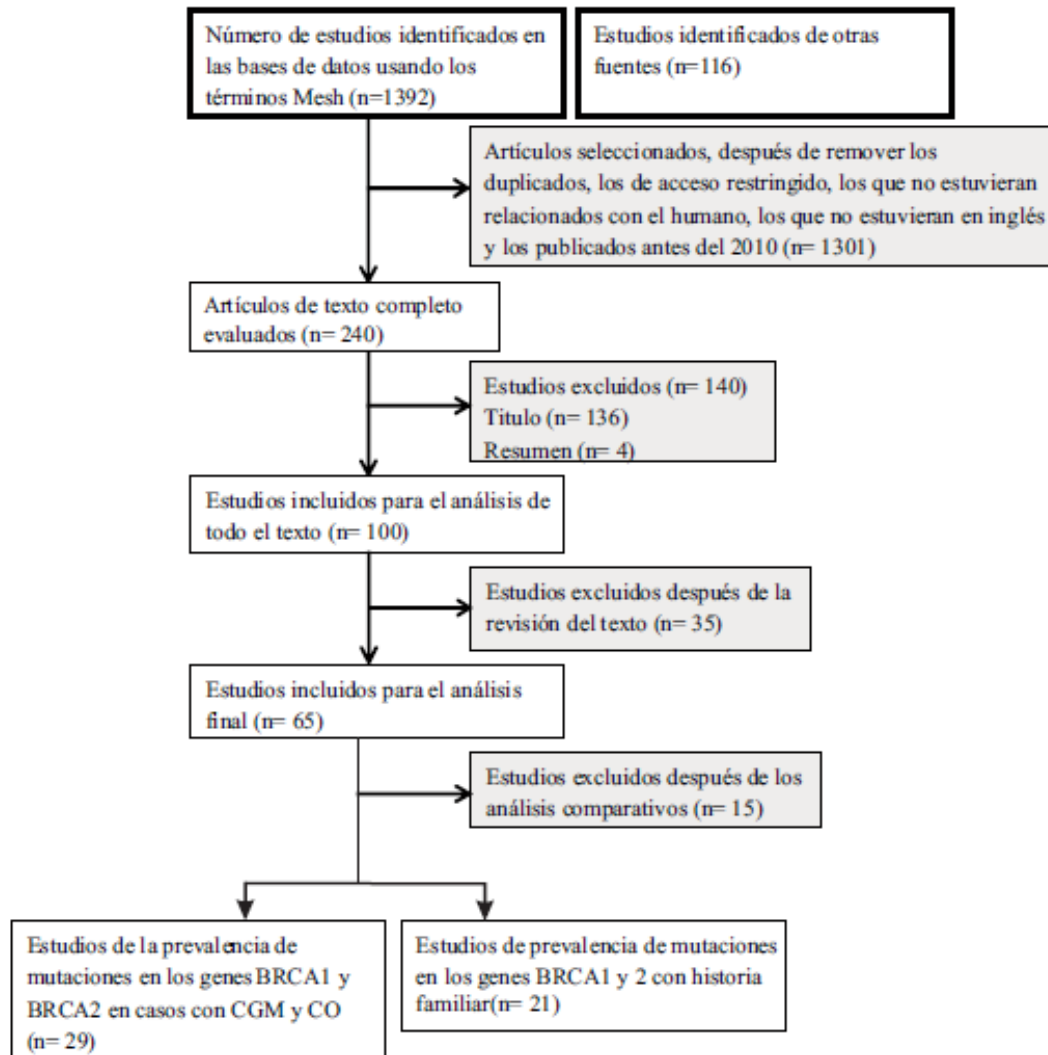 Número de estudios identificados en
las bases de datos usando los
términos Mesh (n=1392)
Estudios identificados de otras
fuentes (n=116)
Artículos seleccionados, después de remover los
duplicados, los de acceso restringido, los que no estuvieran
relacionados con el humano, los que no estuvieran en inglés
y los publicados antes del 2010 (n= 1301)
Artículos de texto completo
evaluados (n= 240)
Estudios excluidos (n= 140)
Titulo (n= 136)
Resumen (n= 4)
Estudios incluidos para el análisis de
todo el texto (n= 100)
Estudios excluidos después de la
revisión del texto (n= 35)
Estudios incluidos para el análisis
final (n= 65)
Estudios excluidos después de los
análisis comparativos (n= 15)
Estudios de la prevalencia de
mutaciones en los genes BRCA1 y
BRCA2 en casos con CGM y CO
(n= 29)
Estudios de prevalencia de mutaciones
en los genes BRCA1 y 2 con historia
familiar(n= 21)